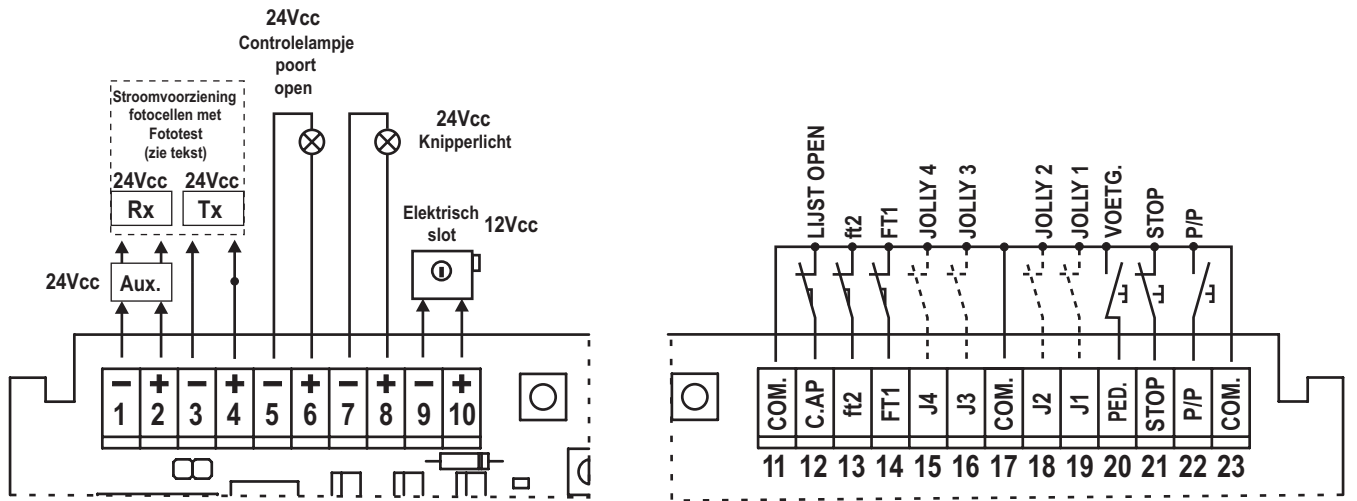 24Vcc
Controlelampje
poort
open
Stroomvoorziening
fotocellen met
Fototest
(zie tekst)
24Vcc 24Vcc
Rx Tx
24Vcc Aux.
24Vcc
Knipperlicht
Elektrisch
slot
12Vcc
− + − + − + − + − +
1 2 3 4 5 6 7 8 9 10
LIJST OPEN
ft2
FT1
JOLLY 4
JOLLY 3
JOLLY 2
JOLLY 1
VOETG.
STOP
P/P
COM. C.AP ft2 FT1 J4 J3 COM. J2 J1 PED. STOP P/P COM.
11 12 13 14 15 16 17 18 19 20 21 22 23